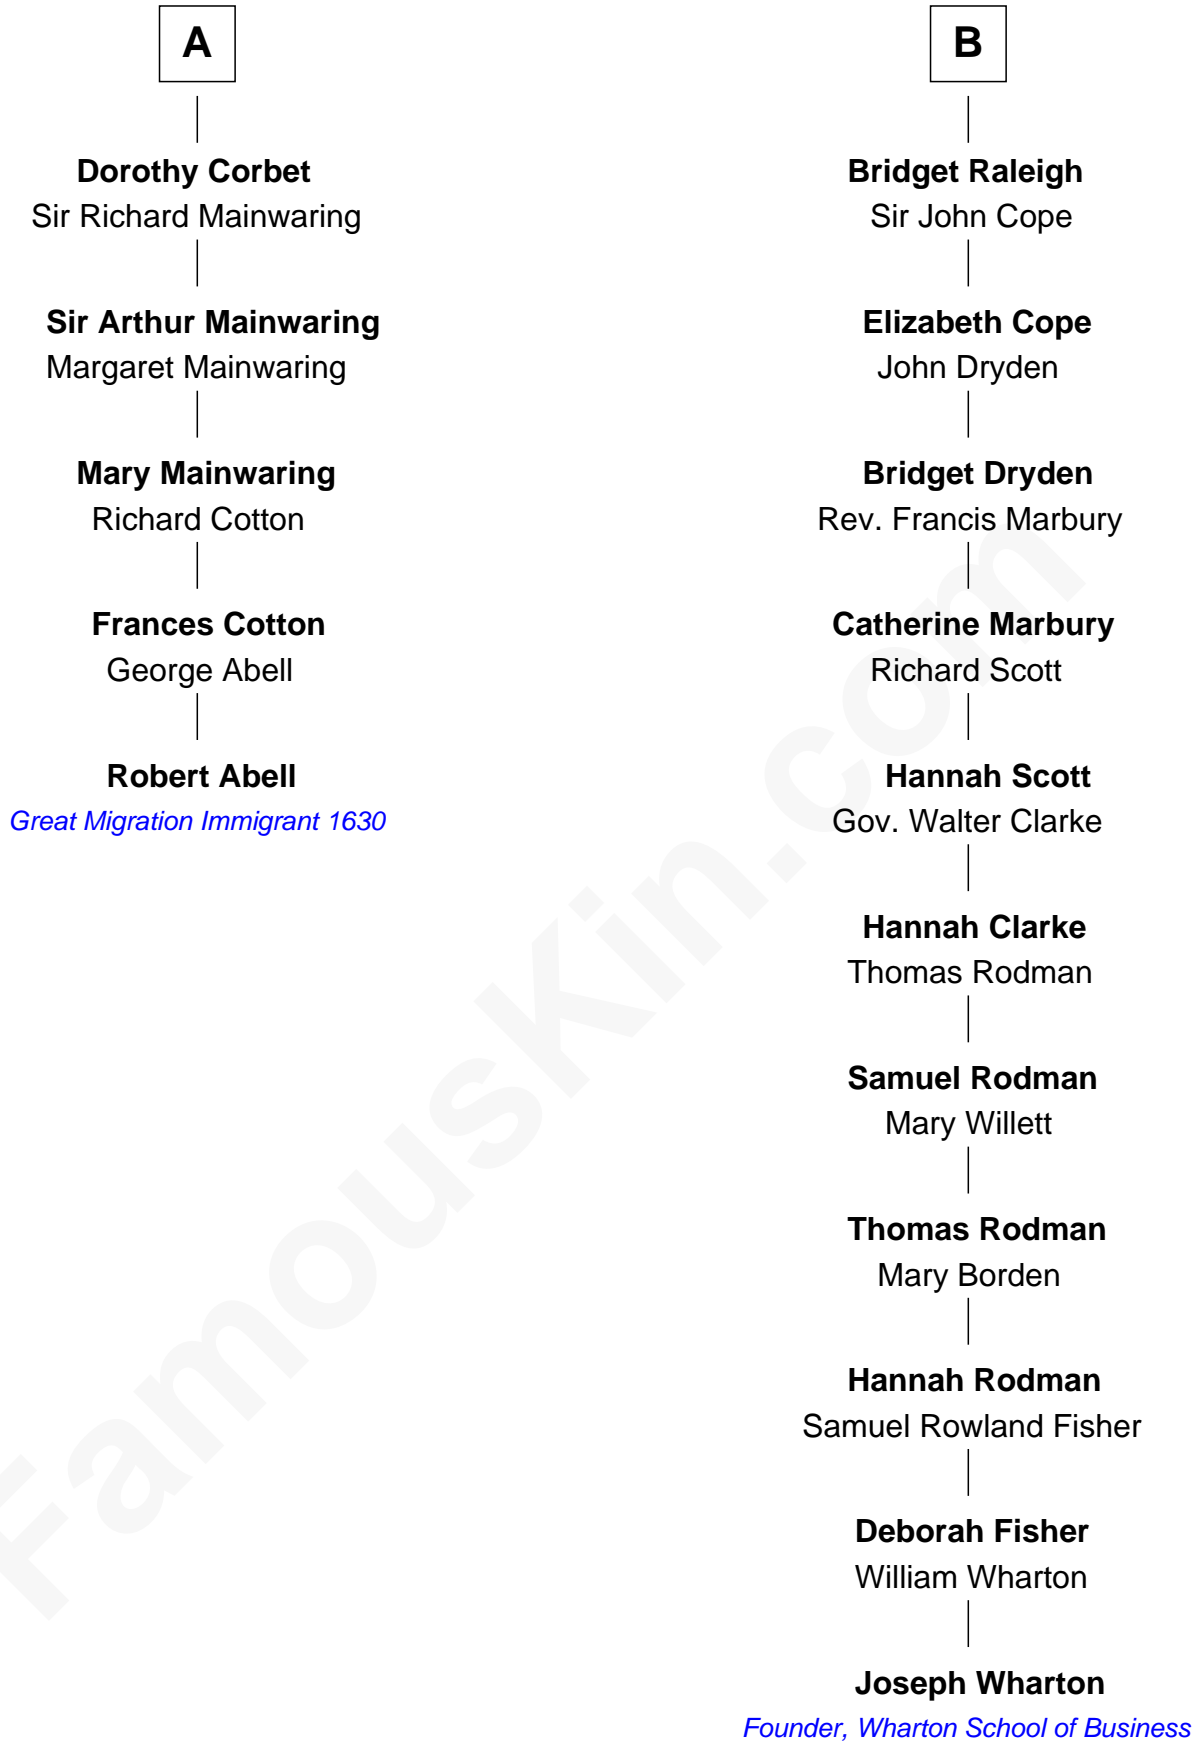 A
Dorothy Corbet
Sir Richard Mainwaring
Sir Arthur Mainwaring
Margaret Mainwaring
Mary Mainwaring
Richard Cotton
Frances Cotton
George Abell
Robert Abell
Great Migration Immigrant 1630
B
Bridget Raleigh
Sir John Cope
Elizabeth Cope
John Dryden
Bridget Dryden
Rev. Francis Marbury
Catherine Marbury
Richard Scott
Hannah Scott
Gov. Walter Clarke
Hannah Clarke
Thomas Rodman
Samuel Rodman
Mary Willett
Thomas Rodman
Mary Borden
Hannah Rodman
Samuel Rowland Fisher
Deborah Fisher
William Wharton
Joseph Wharton
Founder, Wharton School of Business
FamousKin.com